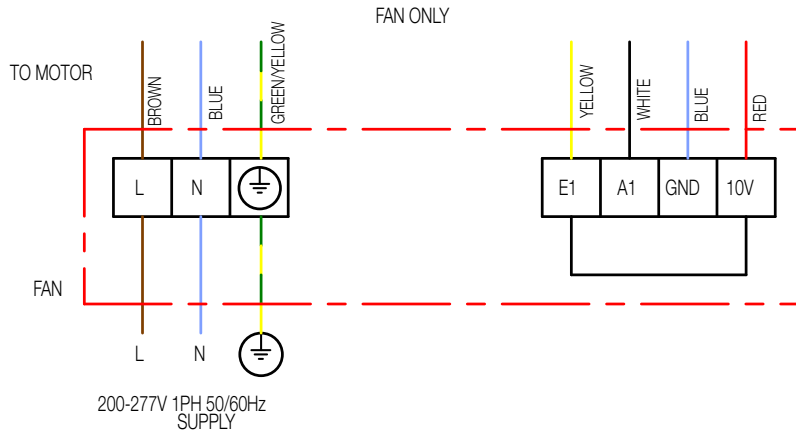 FAN ONLY
TO MOTOR
BROWN
BLUE
GREEN/YELLOW
YELLOW
WHITE
BLUE
RED
L
N
E1
A1
GND
10V
FAN
L
N
200-277V 1PH 50/60Hz
SUPPLY